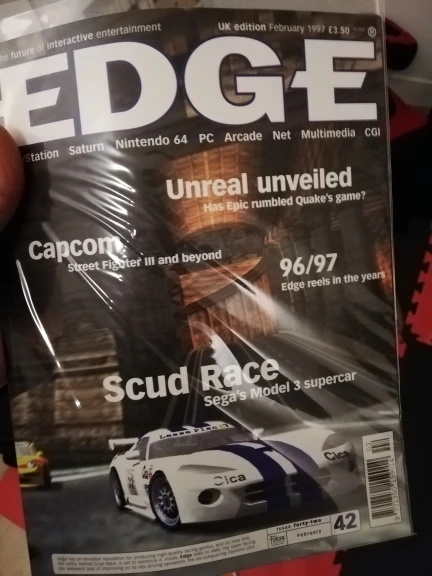 the future of interactive entertainment
UK edition February 1997 £3.50
EDGE
®
Station Saturn Nintendo 64 PC Arcade Net Multimedia CGI
Unreal unveiled
Has Epic rumbled Quake's game?
Capcom
Street Fighter III and beyond
96/97
Edge reels in the years
Scud Race
Sega's Model 3 supercar
Cica
Cica
issue forty-two
February
42